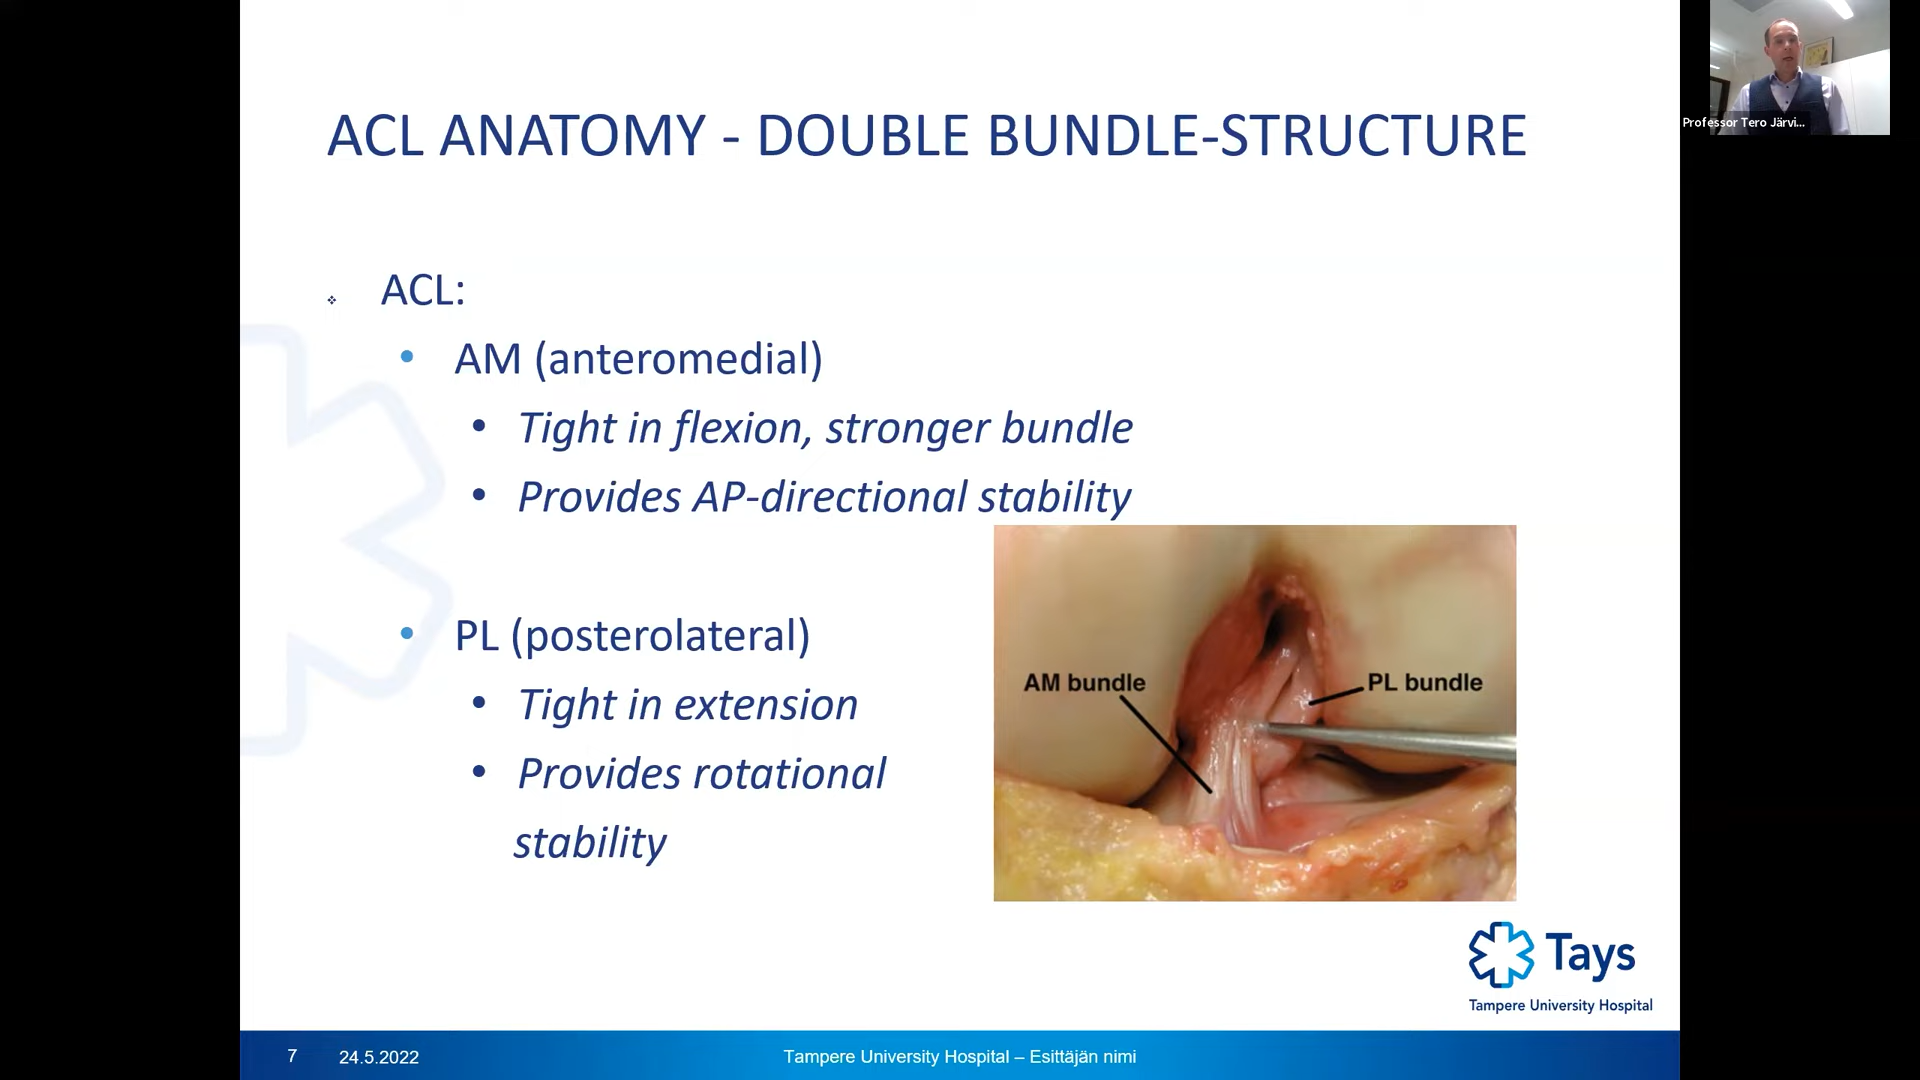 Professor Tero Järvi...
ACL ANATOMY - DOUBLE BUNDLE-STRUCTURE
ACL:
AM (anteromedial)
Tight in flexion, stronger bundle
Provides AP-directional stability
PL (posterolateral)
Tight in extension
Provides rotational
stability
AM bundle
PL bundle
Tays
Tampere University Hospital
7
24.5.2022
Tampere University Hospital – Esittäjän nimi